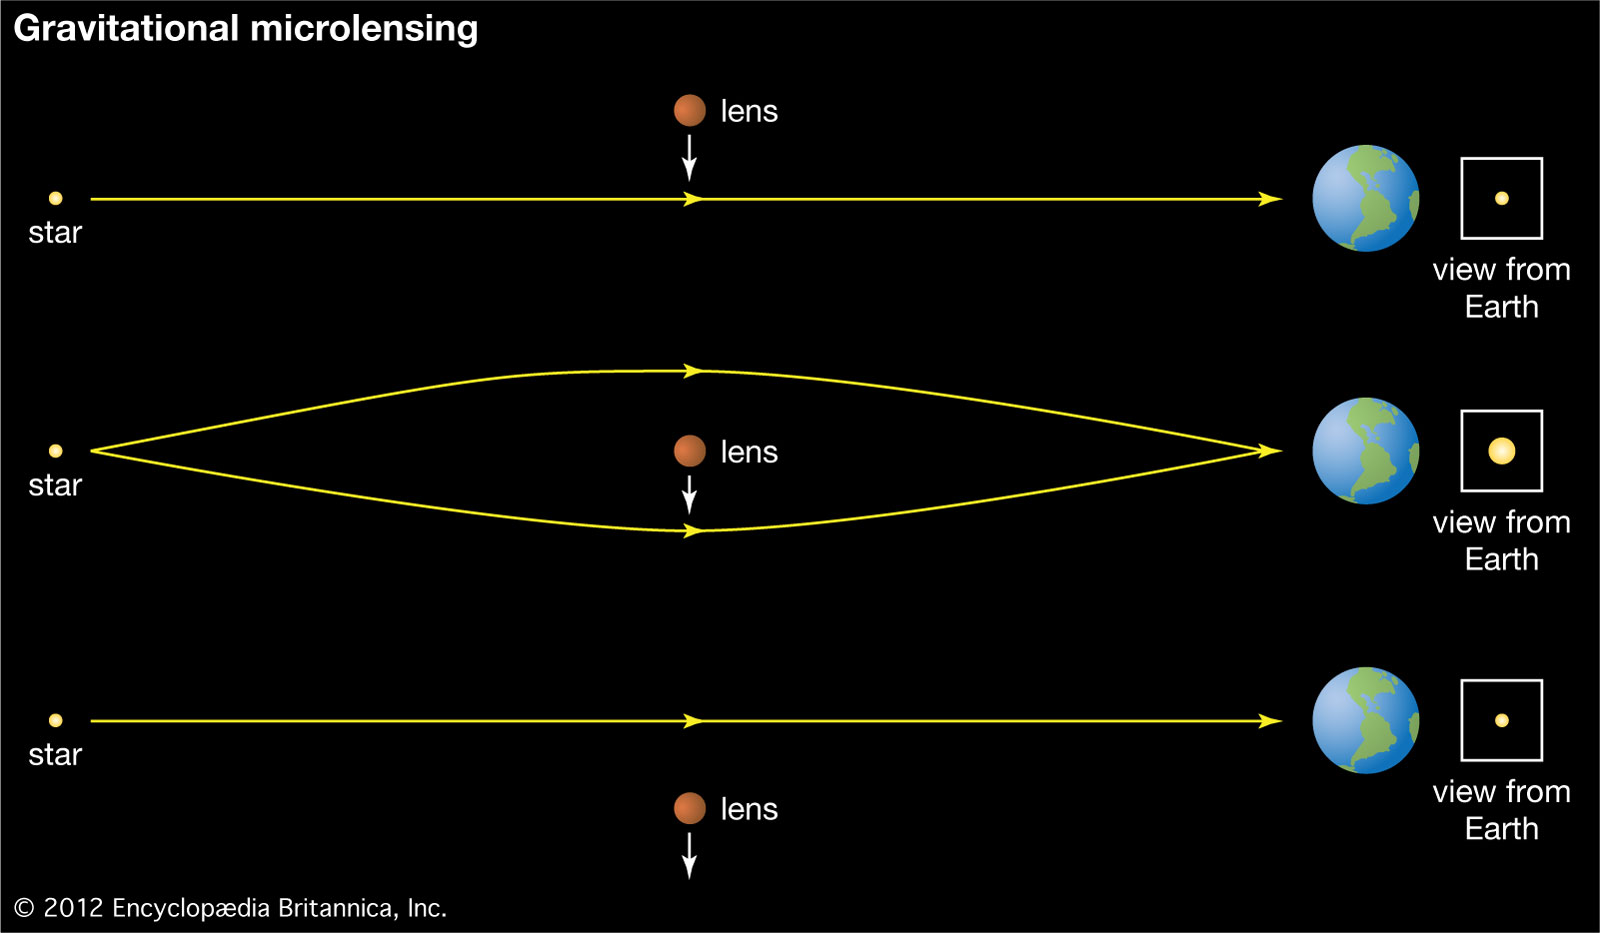 Gravitational microlensing
lens
star
view from
Earth
lens
star
view from
Earth
star
view from
Earth
lens
© 2012 Encyclopædia Britannica, Inc.